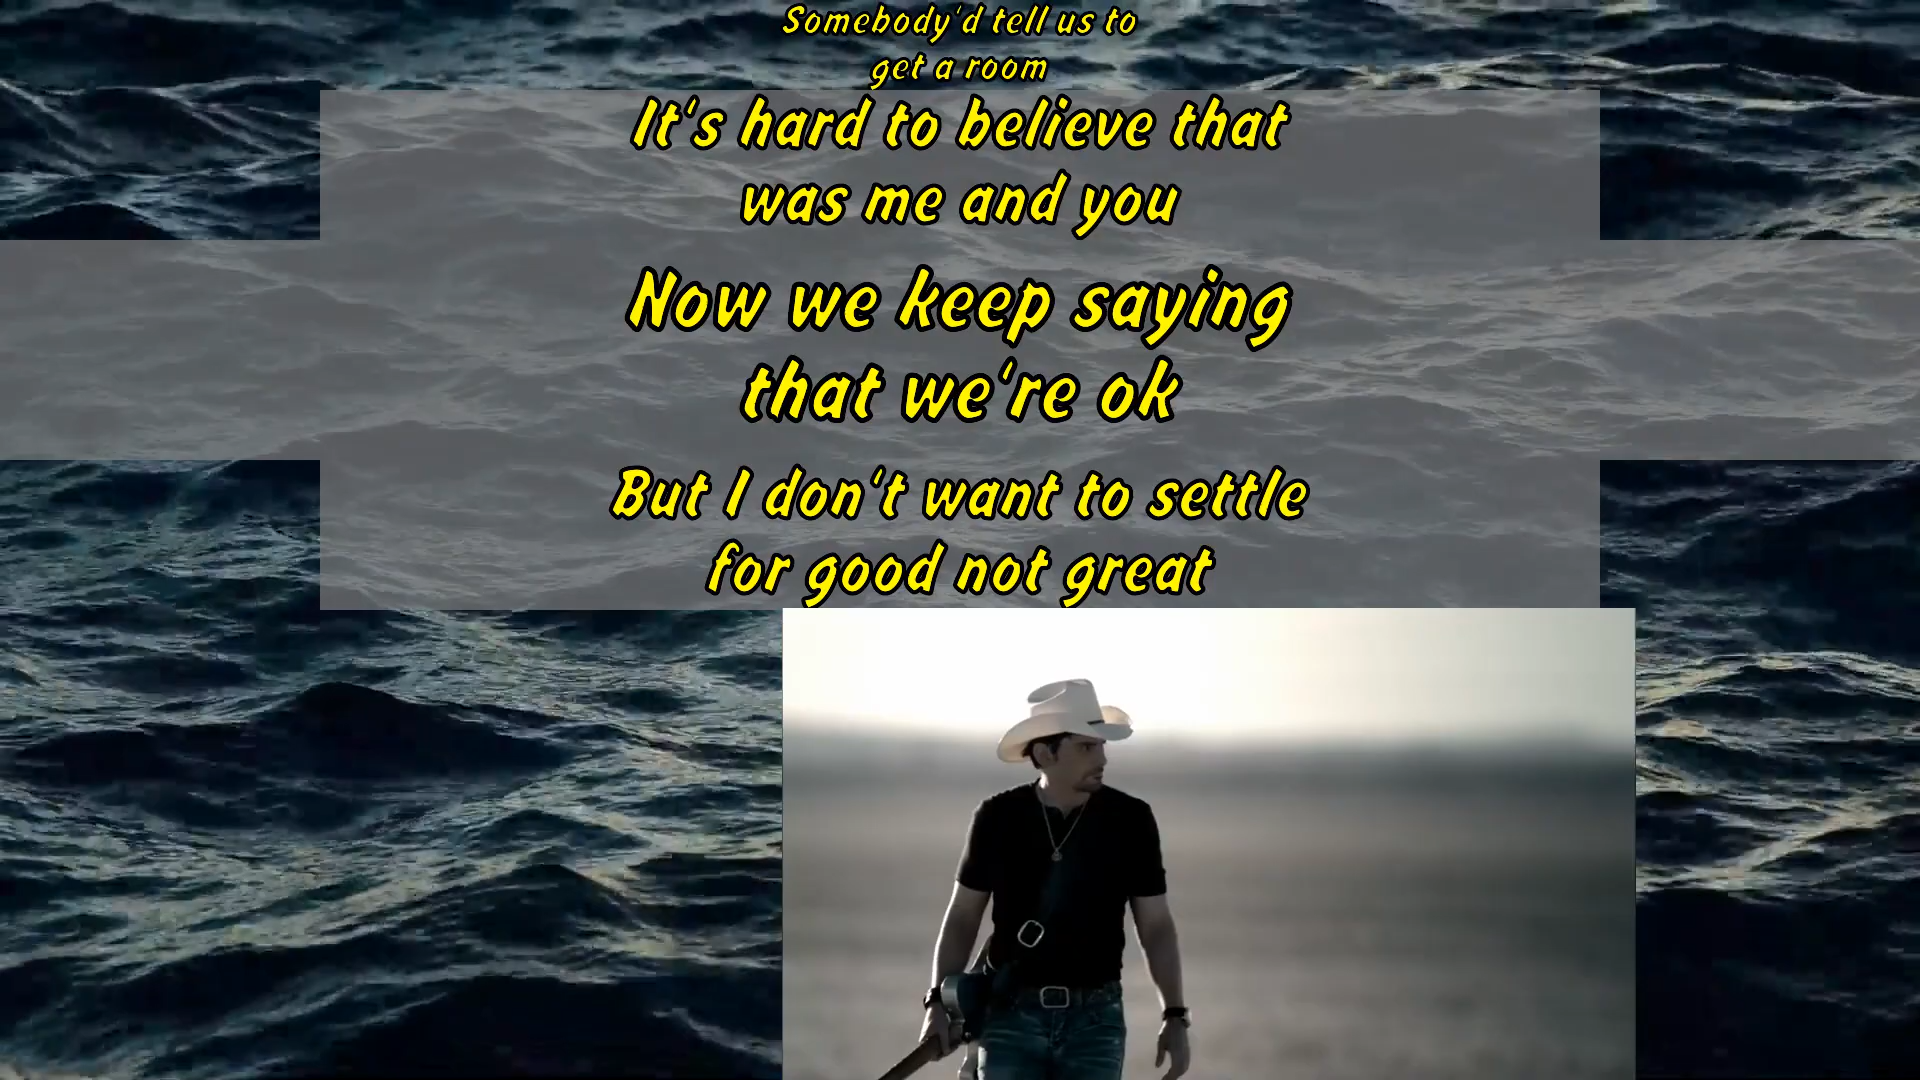 Somebody'd tell us to
get a room
It's hard to believe that
was me and you
Now we keep saying
that we're ok
But I don't want to settle
for good not great